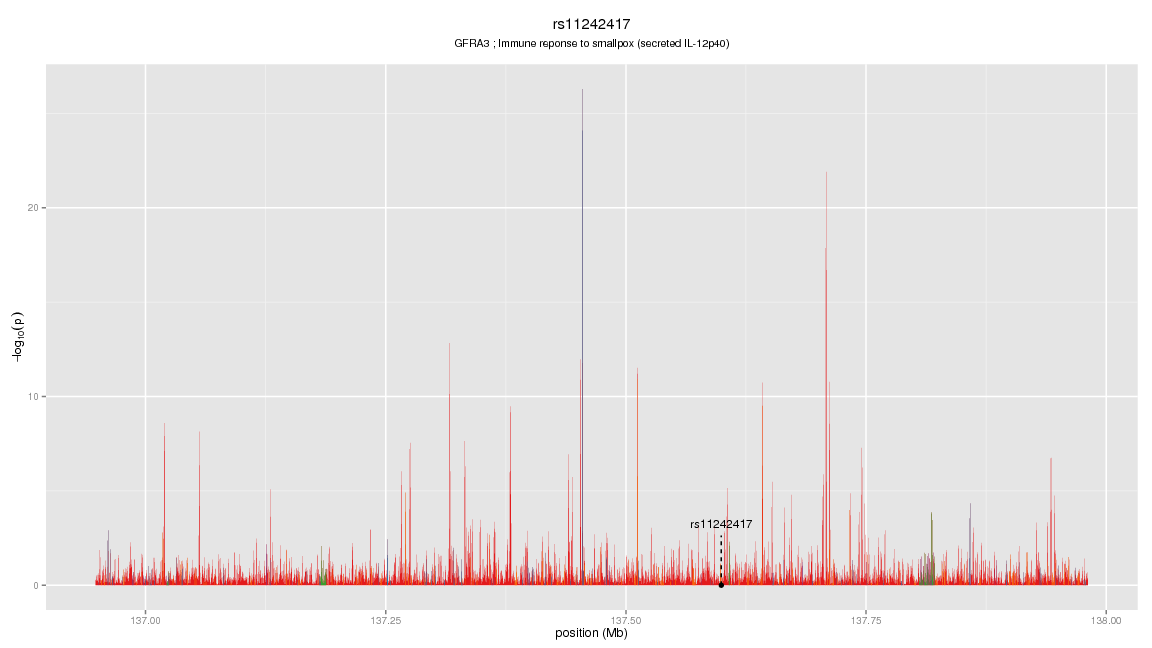 rs11242417
GFRA3 ; Immune reponse to smallpox (secreted IL-12p40)
20
10
0
−log10(p)
rs11242417
137.00
137.25
137.50
137.75
138.00
position (Mb)